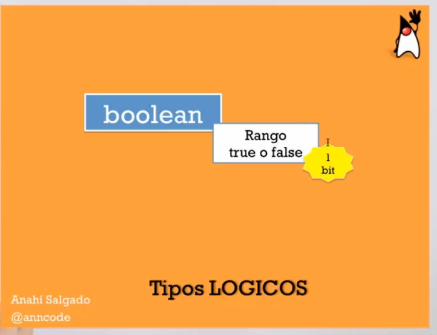 boolean
Rango
true o false
1
bit
Tipos LOGICOS
Anahí Salgado
@anncode